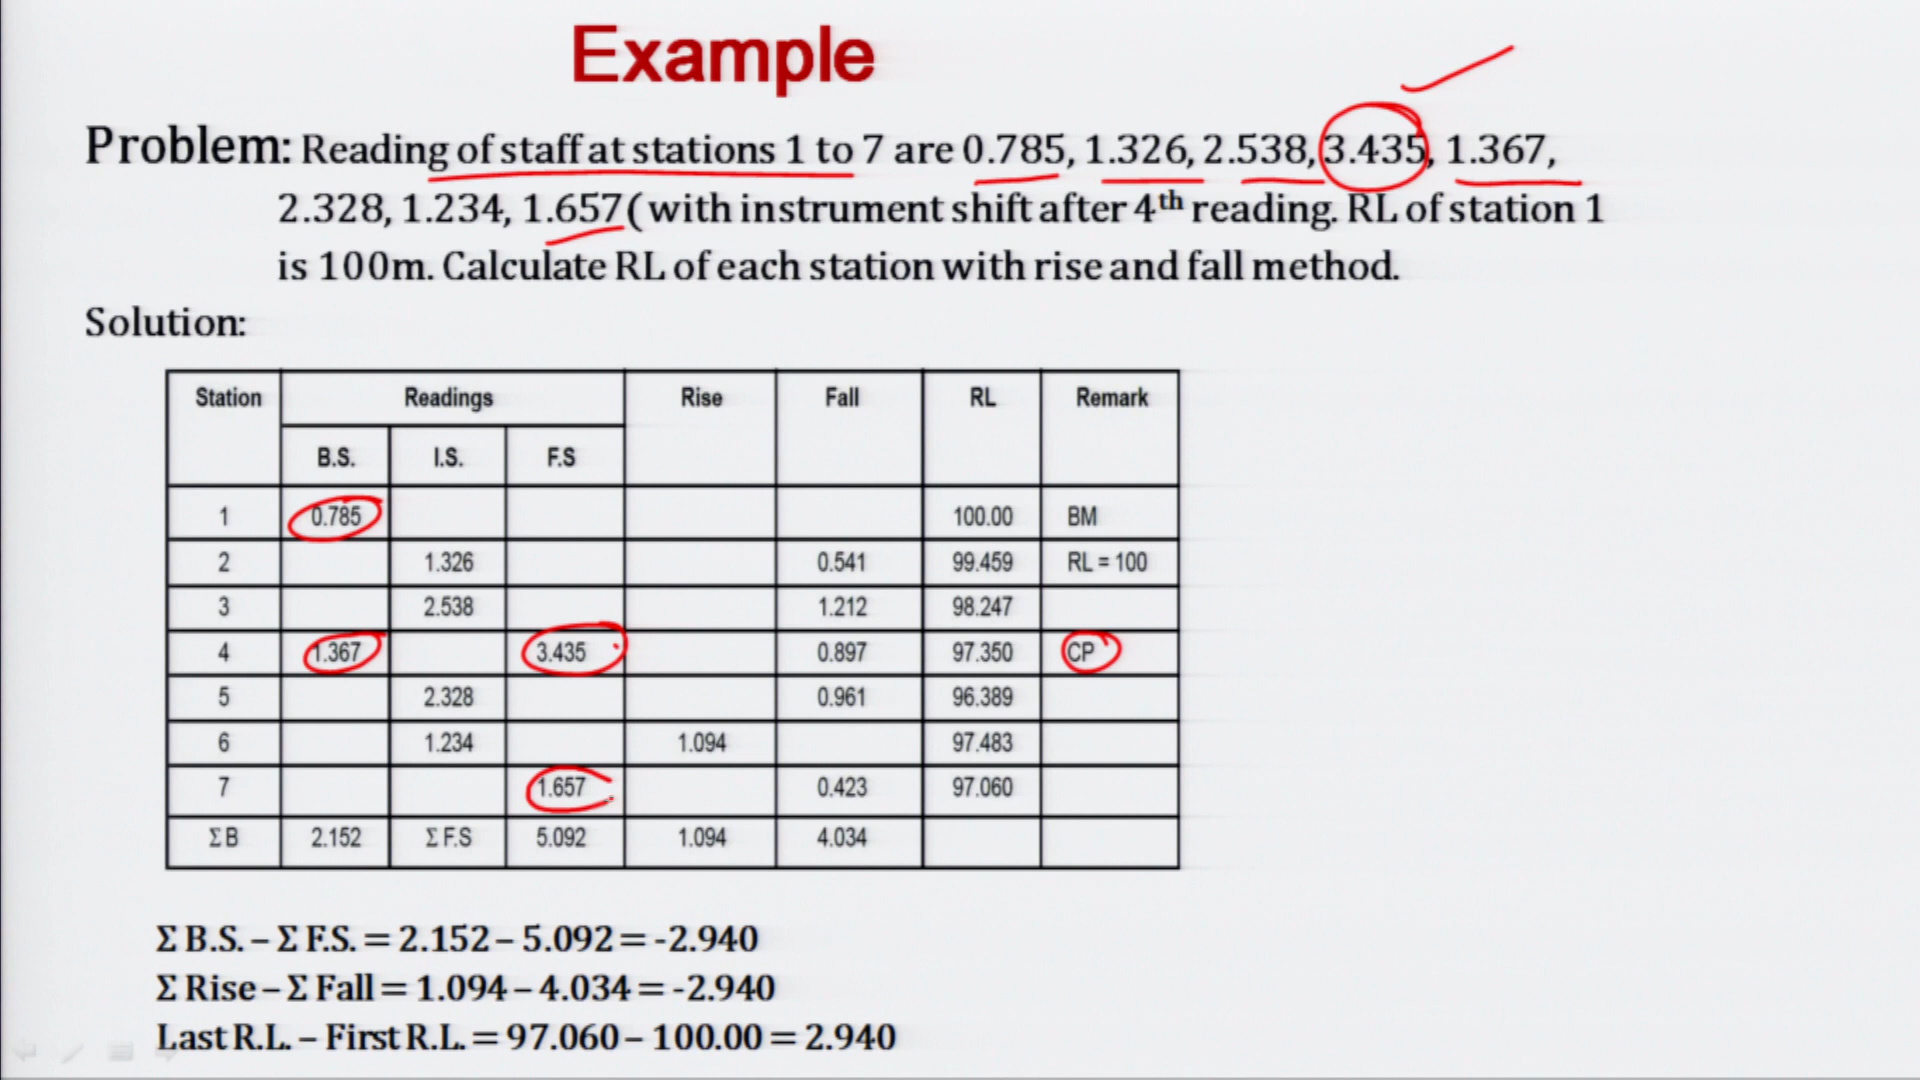 Example
Problem: Reading of staff at stations 1 to 7 are 0.785, 1.326, 2.538, 3.435, 1.367,
2.328, 1.234, 1.657( with instrument shift after 4th reading. RL of station 1
is 100m. Calculate RL of each station with rise and fall method.
Solution:
Station Readings Rise Fall RL Remark
B.S. I.S. F.S
1 0.785 100.00 BM
2 1.326 0.541 99.459 RL = 100
3 2.538 1.212 98.247
4 1.367 3.435 0.897 97.350 CP
5 2.328 0.961 96.389
6 1.234 1.094 97.483
7 1.657 0.423 97.060
Σ B 2.152 Σ F.S 5.092 1.094 4.034
Σ B.S. – Σ F.S. = 2.152 – 5.092 = -2.940
Σ Rise – Σ Fall = 1.094 – 4.034 = -2.940
Last R.L. – First R.L. = 97.060 – 100.00 = 2.940